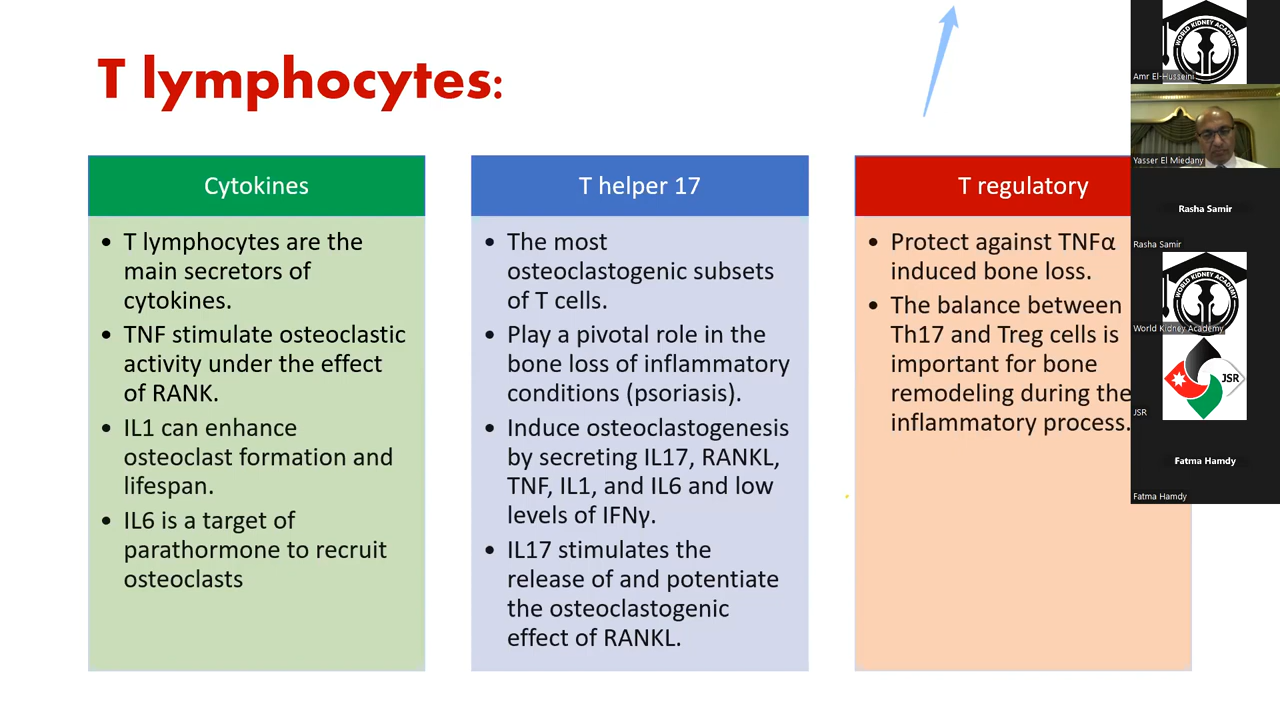 T lymphocytes:
Cytokines
• T lymphocytes are the
main secretors of
cytokines.
• TNF stimulate osteoclastic
activity under the effect
of RANK.
• IL1 can enhance
osteoclast formation and
lifespan.
• IL6 is a target of
parathormone to recruit
osteoclasts
T helper 17
• The most
osteoclastogenic subsets
of T cells.
• Play a pivotal role in the
bone loss of inflammatory
conditions (psoriasis).
• Induce osteoclastogenesis
by secreting IL17, RANKL,
TNF, IL1, and IL6 and low
levels of IFNγ.
• IL17 stimulates the
release of and potentiate
the osteoclastogenic
effect of RANKL.
T regulatory
• Protect against TNFα
induced bone loss.
• The balance between
Th17 and Treg cells is
important for bone
remodeling during the
inflammatory process.
WORLD KIDNEY ACADEMY
Amr El-Husseini
Yasser El Miedany
Rasha Samir
Rasha Samir
WORLD KIDNEY ACADEMY
World Kidney Academy
JSR
JSR
Fatma Hamdy
Fatma Hamdy